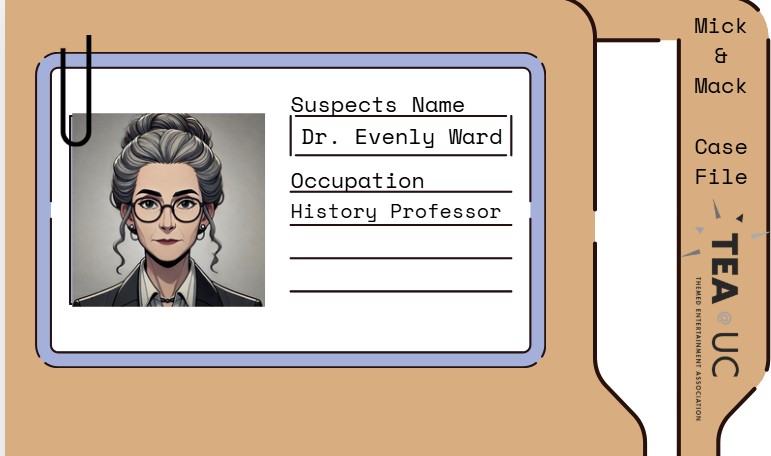 Suspects Name
Dr. Evenly Ward
Occupation
History Professor
Mick
&
Mack
Case
File
TEA@UC
THEMED ENTERTAINMENT ASSOCIATION